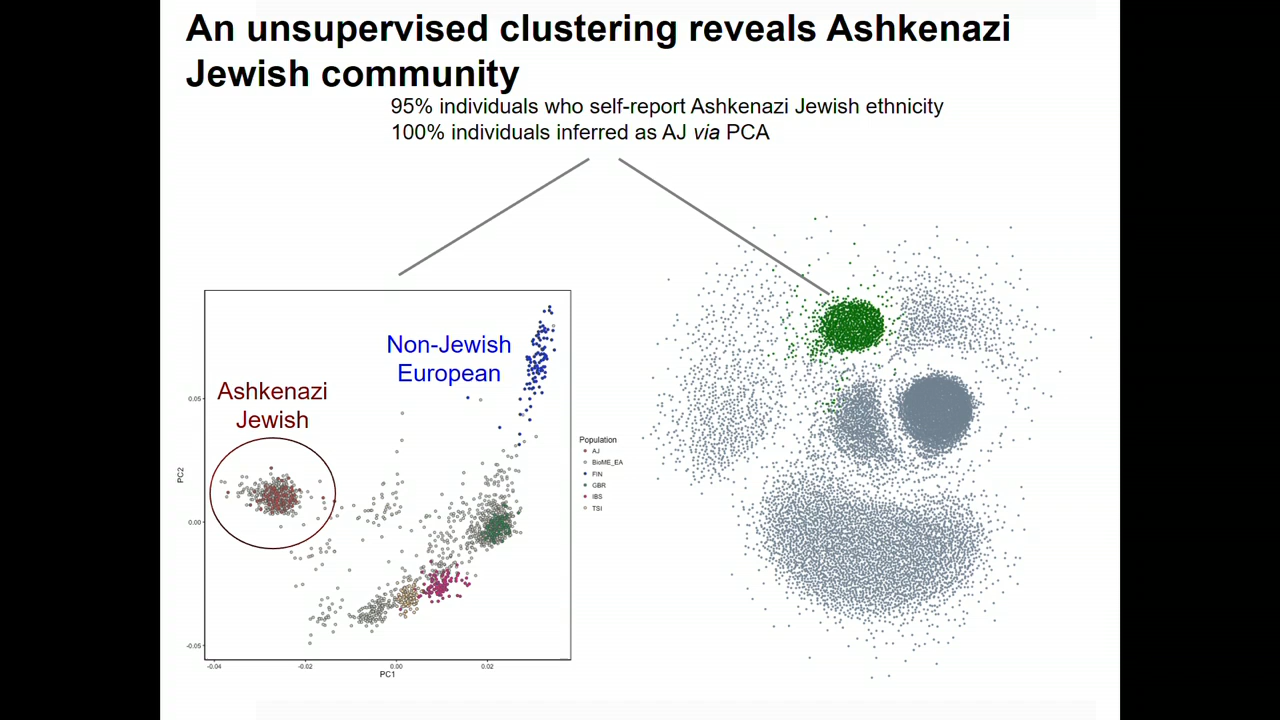 An unsupervised clustering reveals Ashkenazi
Jewish community
95% individuals who self-report Ashkenazi Jewish ethnicity
100% individuals inferred as AJ via PCA
Non-Jewish
European
Ashkenazi
Jewish
0.05
0.00
-0.05
PC2
-0.04
-0.02
0.00
0.02
PC1
Population
AJ
BioME_EA
FIN
GBR
IBS
TSI